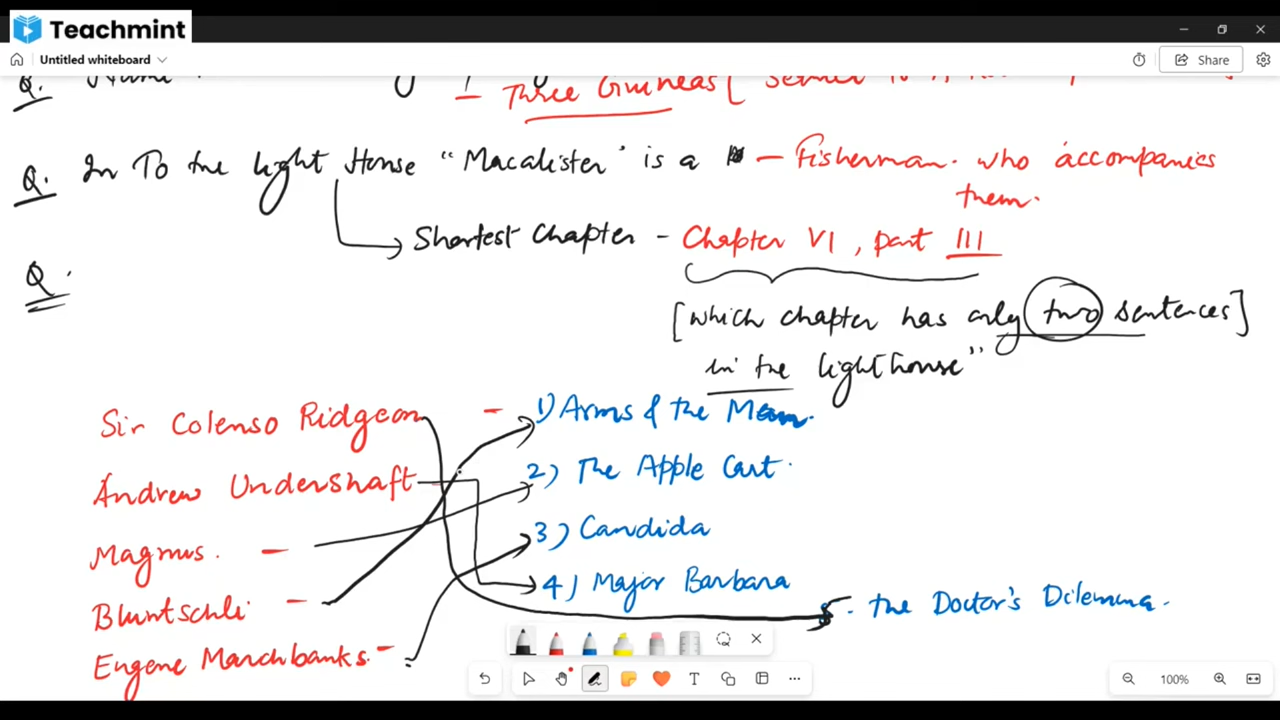 Teachmint
Untitled whiteboard
Share
Q.
- Three Guineas [
Q. In To the light House "Macalister" is a - Fisherman. who accompanies
them.
Shortest Chapter - Chapter VI, part III
Q.
[which chapter has only two sentences]
in the lighthouse"
Sir Colenso Ridgeon - 1) Arms & the Man.
Andrew Undershaft 2) The Apple Cart.
Magnus. - 3) Candida
4) Major Barbara
Bluntschli - 5. the Doctor's Dilemma.
Eugene Marchbanks. -
100%